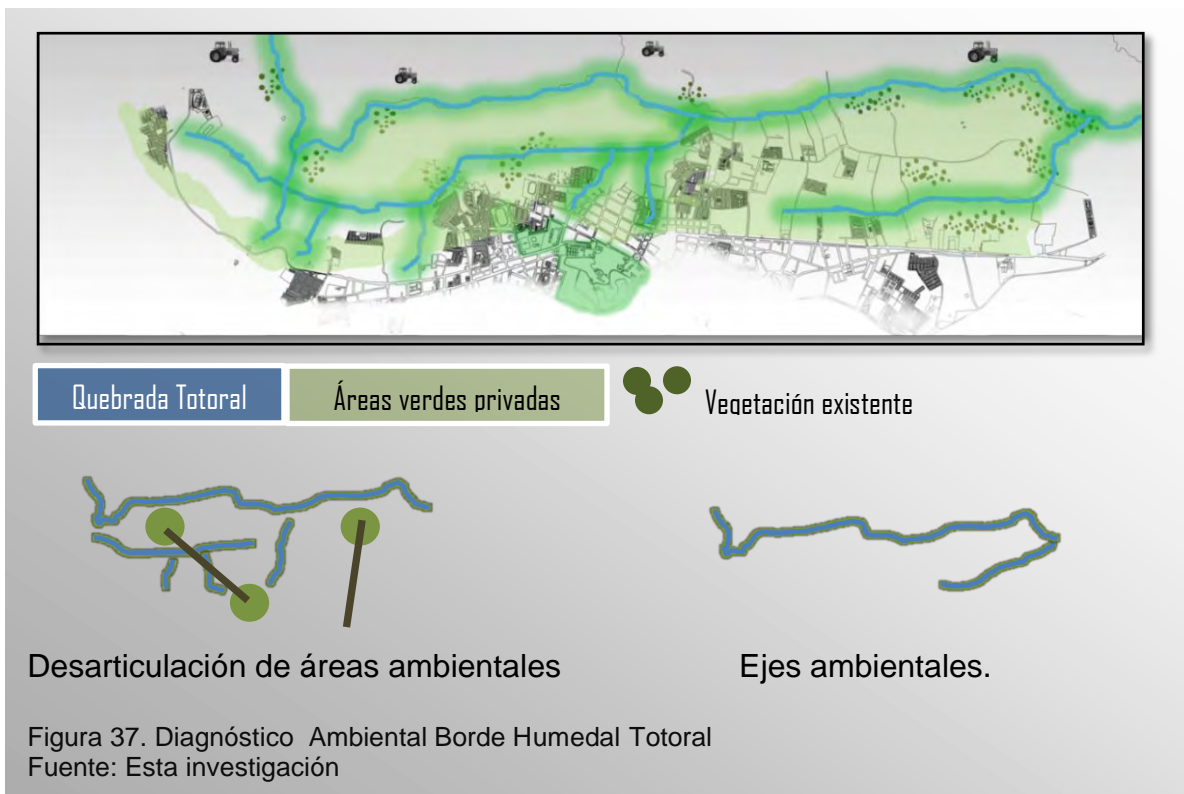 Quebrada Totoral
Áreas verdes privadas
Vegetación existente
Desarticulación de áreas ambientales
Ejes ambientales.
Figura 37. Diagnóstico Ambiental Borde Humedal Totoral
Fuente: Esta investigación